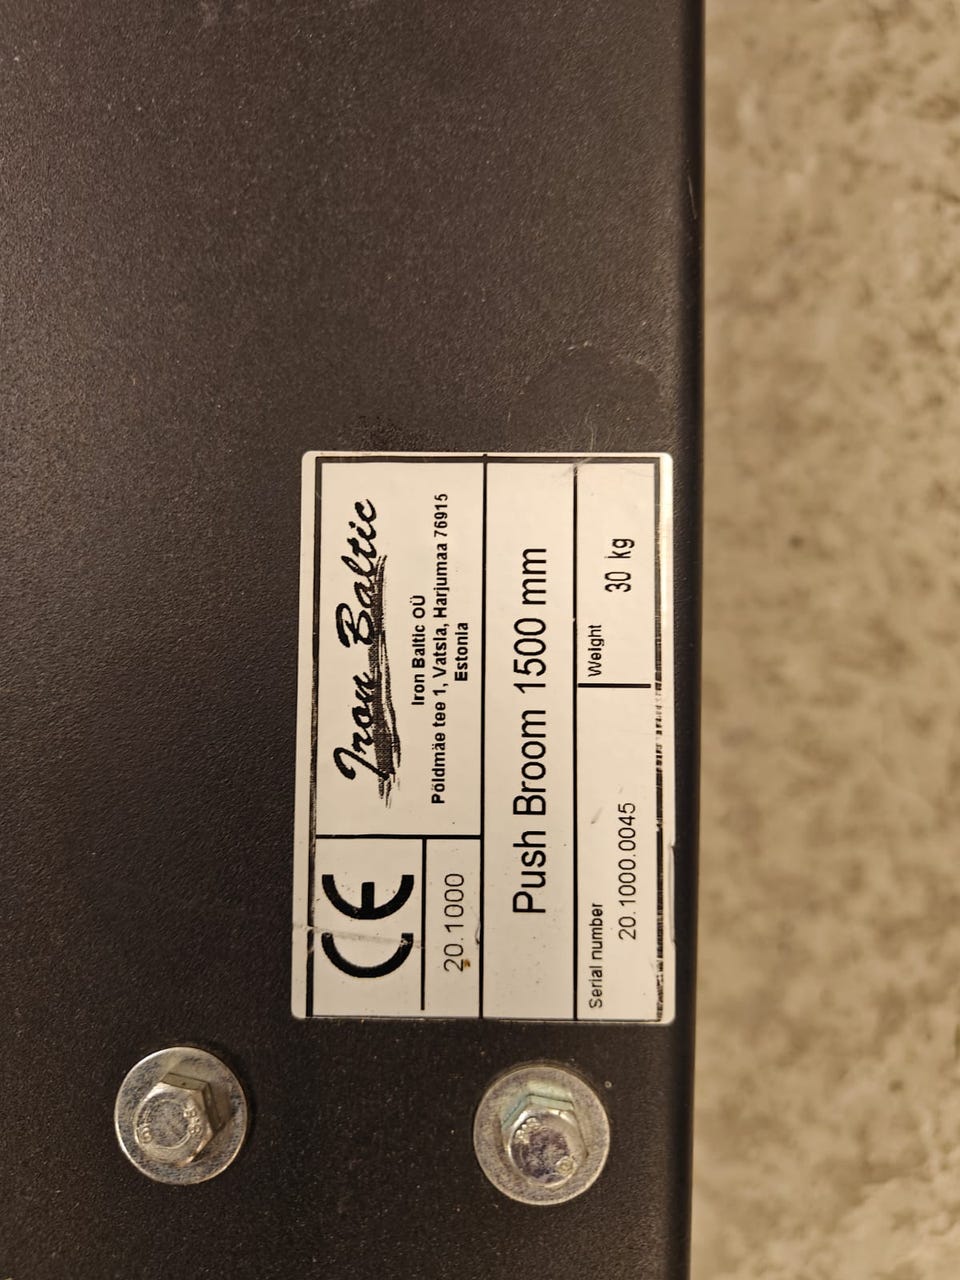 CE
20.1000
Iron Baltic
Iron Baltic OÜ
Põldmäe tee 1, Vatsla, Harjumaa 76915
Estonia
Push Broom 1500 mm
Serial number
20.1000.0045
Weight
30 kg